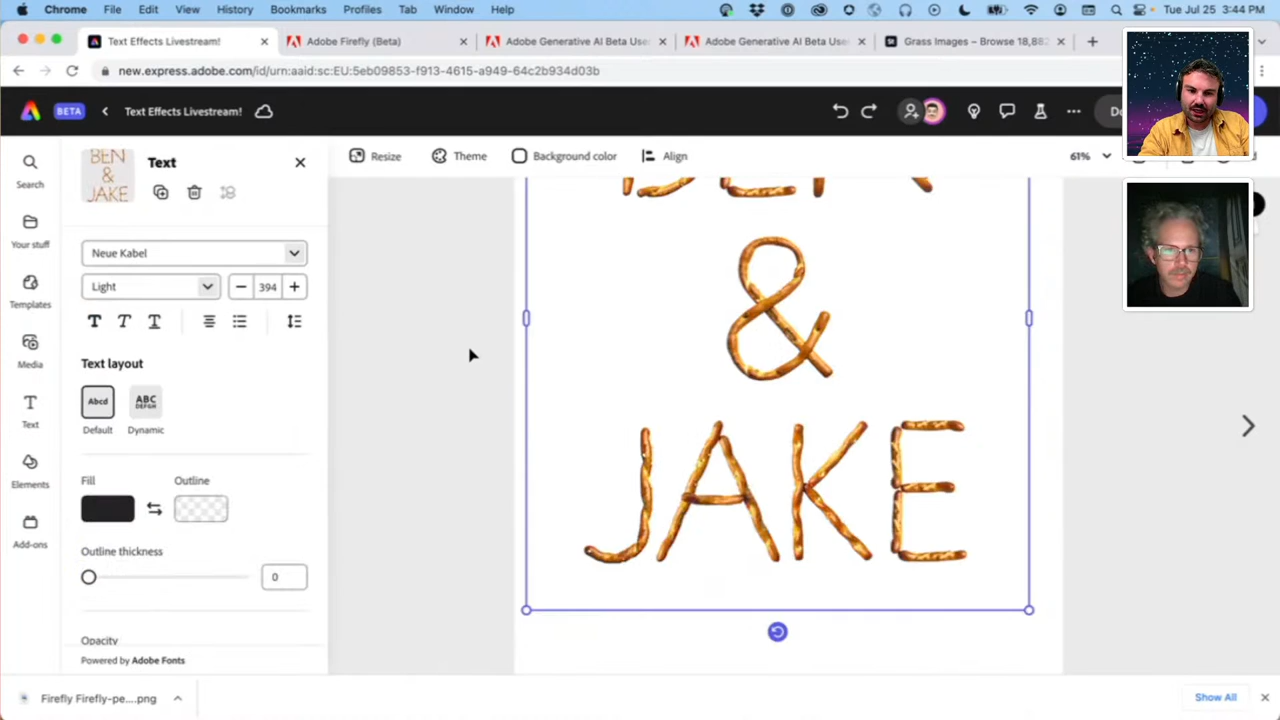 Chrome File Edit View History Bookmarks Profiles Tab Window Help Tue Jul 25 3:44 PM
Text Effects Livestream! Adobe Firefly (Beta) Adobe Generative AI Beta Use Adobe Generative AI Beta Use Grass Images – Browse 18,88
new.express.adobe.com/id/urn:aaid:sc:EU:5eb09853-f913-4615-a949-64c2b934d03b
BETA Text Effects Livestream!
BEN
&
JAKE
Text
Resize Theme Background color Align 61%
Search
Your stuff
Templates
Media
Text
Elements
Add-ons
Neue Kabel
Light 394
T T T
Text layout
Abcd ABC DEFGH
Default Dynamic
Fill Outline
Outline thickness
0
Opacity
Powered by Adobe Fonts
BEN
&
JAKE
Firefly Firefly-pe....png Show All